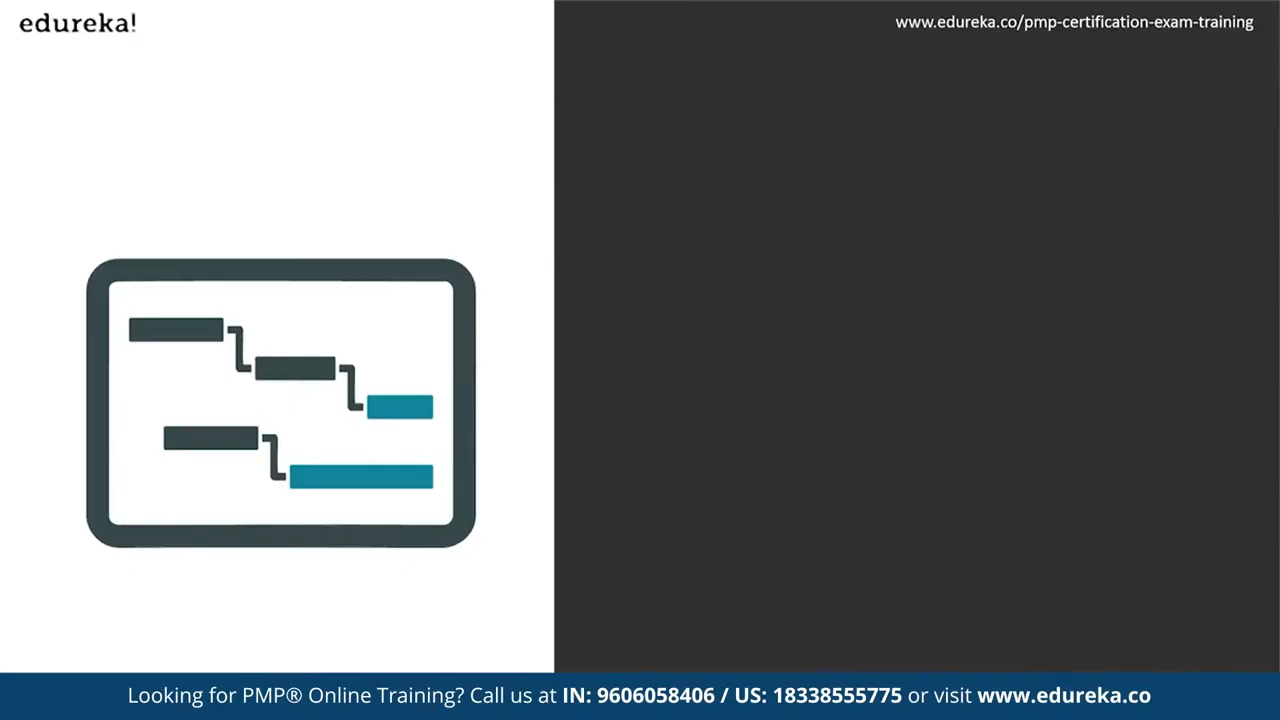 edureka!
www.edureka.co/pmp-certification-exam-training
Looking for PMP® Online Training? Call us at IN: 9606058406 / US: 18338555775 or visit www.edureka.co